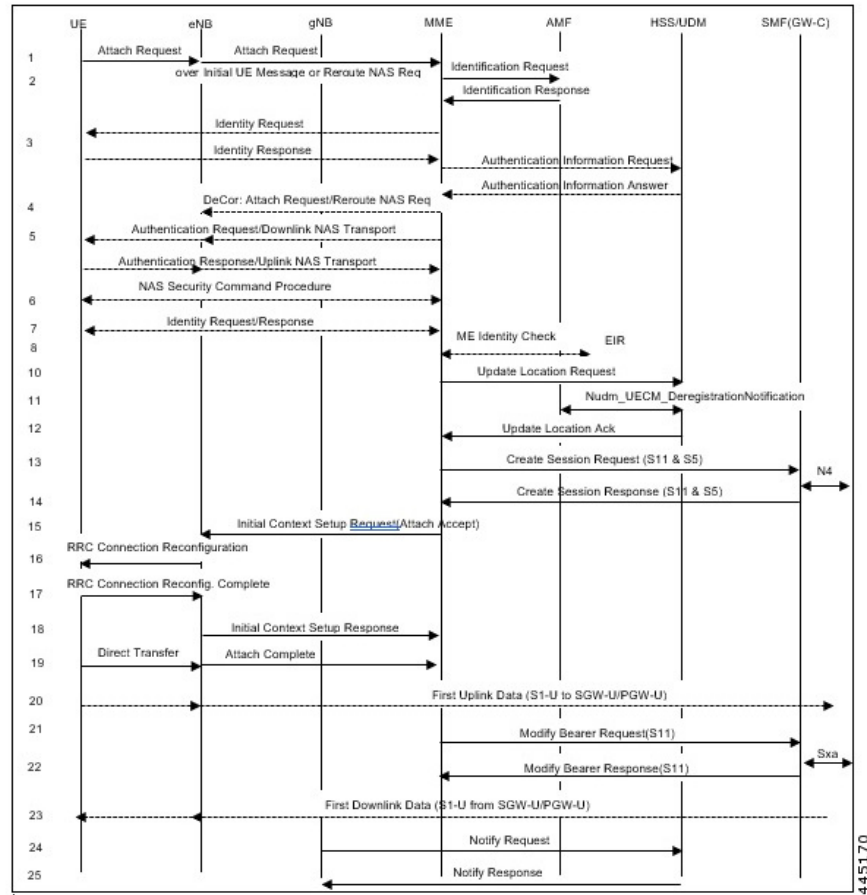 UE eNB gNB MME AMF HSS/UDM SMF(GW-C)
1 Attach Request Attach Request
over Initial UE Message or Reroute NAS Req Identification Request
2
Identification Response
Identity Request
3
Identity Response
Authentication Information Request
Authentication Information Answer
4 DeCor: Attach Request/Reroute NAS Req
5 Authentication Request/Downlink NAS Transport
Authentication Response/Uplink NAS Transport
6 NAS Security Command Procedure
7 Identity Request/Response
8 ME Identity Check EIR
10 Update Location Request
11 Nudm_UECM_DeregistrationNotification
12 Update Location Ack
13 Create Session Request (S11 & S5)
N4
14 Create Session Response (S11 & S5)
15 Initial Context Setup Request(Attach Accept)
RRC Connection Reconfiguration
16
RRC Connection Reconfig. Complete
17
18 Initial Context Setup Response
19 Direct Transfer Attach Complete
20 First Uplink Data (S1-U to SGW-U/PGW-U)
21 Modify Bearer Request(S11)
Sxa
22 Modify Bearer Response(S11)
23 First Downlink Data (S1-U from SGW-U/PGW-U)
24 Notify Request
25 Notify Response
445170